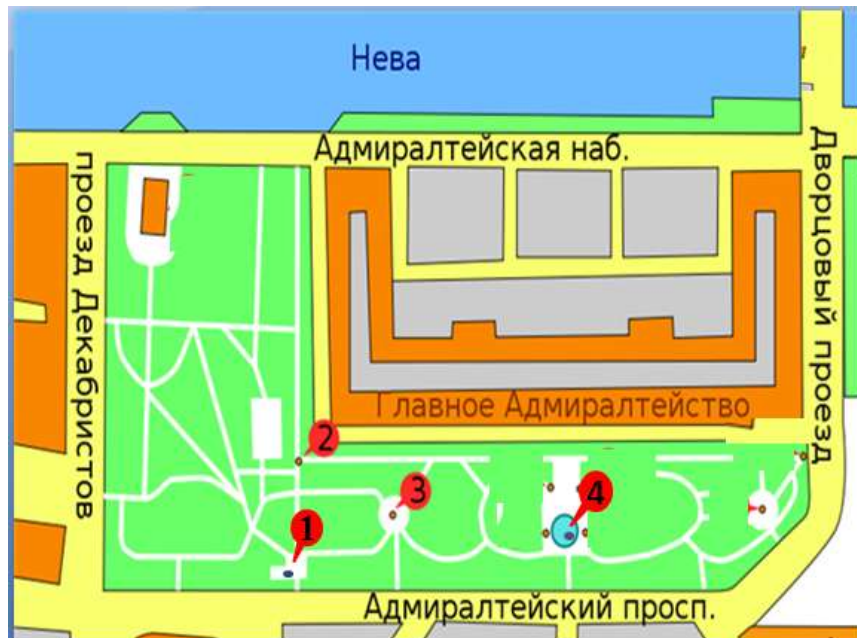 Нева
Адмиралтейская наб.
проезд Декабристов
Дворцовый проезд
Главное Адмиралтейство
2
3
4
1
Адмиралтейский просп.